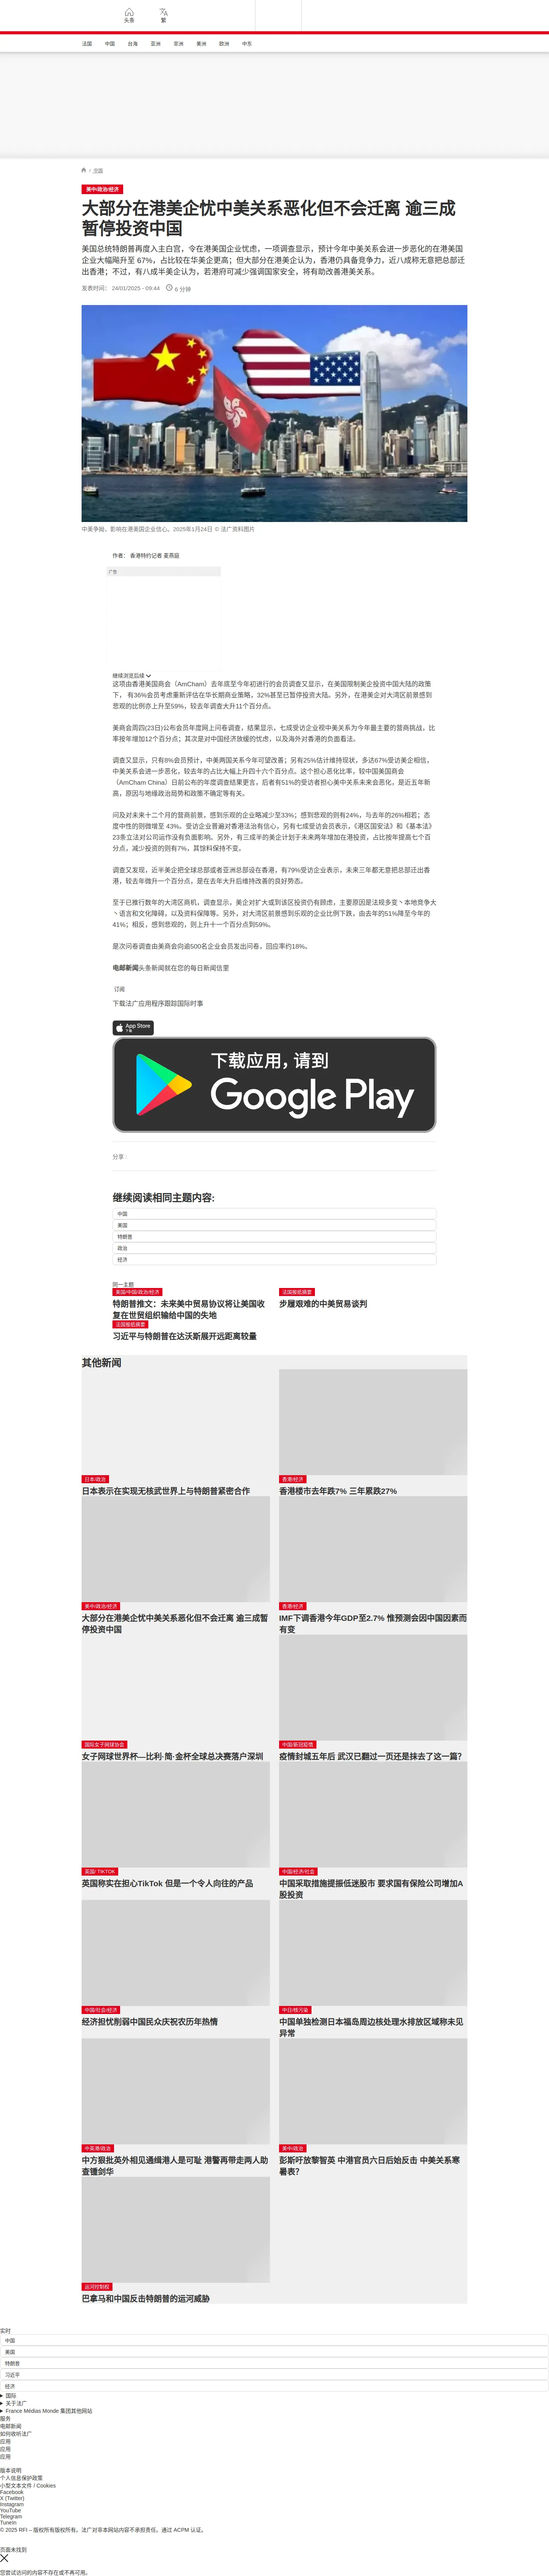 头条
繁
法国
中国
台海
亚洲
非洲
美洲
欧洲
中东
/ 中国
美中/政治/经济
大部分在港美企忧中美关系恶化但不会迁离 逾三成
暂停投资中国
美国总统特朗普再度入主白宫，令在港美国企业忧虑，一项调查显示，预计今年中美关系会进一步恶化的在港美国
企业大幅飚升至 67%，占比较在华美企更高；但大部分在港美企认为，香港仍具备竞争力，近八成称无意把总部迁
出香港；不过，有八成半美企认为，若港府可减少强调国家安全，将有助改善港美关系。
发表时间： 24/01/2025 - 09:44
6 分钟
中美争拗，影响在港美国企业信心。2025年1月24日 © 法广资料图片
作者： 香港特约记者 麦燕庭
广告
继续浏览后续
这项由香港美国商会（AmCham）去年底至今年初进行的会员调查又显示，在美国限制美企投资中国大陆的政策
下， 有36%会员考虑重新评估在华长期商业策略，32%甚至已暂停投资大陆。另外，在港美企对大湾区前景感到
悲观的比例亦上升至59%，较去年调查大升11个百分点。
美商会周四(23日)公布会员年度网上问卷调查，结果显示，七成受访企业视中美关系为今年最主要的营商挑战，比
率按年增加12个百分点；其次是对中国经济放缓的忧虑，以及海外对香港的负面看法。
调查又显示，只有8%会员预计，中美两国关系今年可望改善；另有25%估计维持现状，多达67%受访美企相信，
中美关系会进一步恶化，较去年的占比大幅上升四十六个百分点。这个担心恶化比率，较中国美国商会
（AmCham China）日前公布的年度调查结果更高，后者有51%的受访者担心美中关系未来会恶化，是近五年新
高，原因与地缘政治局势和政策不确定等有关。
问及对未来十二个月的营商前景，感到乐观的企业略减少至33%；感到悲观的则有24%，与去年的26%相若；态
度中性的则微增至 43%。受访企业普遍对香港法治有信心，另有七成受访会员表示，《港区国安法》和《基本法》
23条立法对公司运作没有负面影响。另外，有三成半的美企计划于未来两年增加在港投资，占比按年提高七个百
分点，减少投资的则有7%，其馀料保持不变。
调查又发现，近半美企把全球总部或者亚洲总部设在香港，有79%受访企业表示，未来三年都无意把总部迁出香
港，较去年微升一个百分点，是在去年大升后维持改善的良好势态。
至于已推行数年的大湾区商机，调查显示，美企对扩大或到该区投资仍有顾虑，主要原因是法规多变丶本地竞争大
丶语言和文化障碍，以及资料保障等。另外，对大湾区前景感到乐观的企业比例下跌，由去年的51%降至今年的
41%；相反，感到悲观的，则上升十一个百分点到59%。
是次问卷调查由美商会向逾500名企业会员发出问卷，回应率约18%。
电邮新闻头条新闻就在您的每日新闻信里
订阅
下载法广应用程序跟踪国际时事
App Store
下载
下载应用，请到
Google Play
分享 :
继续阅读相同主题内容:
中国
美国
特朗普
政治
经济
同一主题
美国/中国/政治/经济
特朗普推文：未来美中贸易协议将让美国收
复在世贸组织输给中国的失地
法国报纸摘要
步履艰难的中美贸易谈判
法国报纸摘要
习近平与特朗普在达沃斯展开远距离较量
其他新闻
日本/政治
日本表示在实现无核武世界上与特朗普紧密合作
香港/经济
香港楼市去年跌7% 三年累跌27%
美中/政治/经济
大部分在港美企忧中美关系恶化但不会迁离 逾三成暂
停投资中国
香港/经济
IMF下调香港今年GDP至2.7% 惟预测会因中国因素而
有变
国际女子网球协会
女子网球世界杯—比利·简·金杯全球总决赛落户深圳
中国/新冠疫情
疫情封城五年后 武汉已翻过一页还是抹去了这一篇?
英国/ TIKTOK
英国称实在担心TikTok 但是一个令人向往的产品
中国/经济/社会
中国采取措施提振低迷股市 要求国有保险公司增加A
股投资
中国/社会/经济
经济担忧削弱中国民众庆祝农历年热情
中日/核污染
中国单独检测日本福岛周边核处理水排放区域称未见
异常
中英港/政治
中方狠批英外相见通缉港人是可耻 港警再带走两人助
查锺剑华
美中/政治
彭斯吁放黎智英 中港官员六日后始反击 中美关系寒
暑表?
运河控制权
巴拿马和中国反击特朗普的运河威胁
实时
中国
美国
特朗普
习近平
经济
国际
关于法广
France Médias Monde 集团其他网站
服务
电邮新闻
如何收听法广
应用
应用
应用
版本说明
个人信息保护政策
小型文本文件 / Cookies
Facebook
X (Twitter)
Instagram
YouTube
Telegram
TuneIn
© 2025 RFI – 版权所有版权所有。法广对非本网站内容不承担责任。通过 ACPM 认证。
页面未找到
您尝试访问的内容不存在或不再可用。